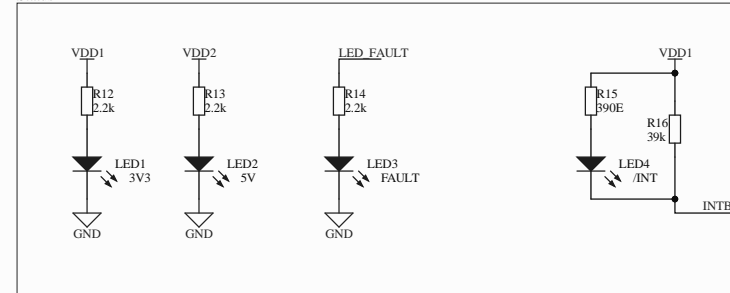 VDD1
VDD2
LED_FAULT
VDD1
R12
2.2k
R13
2.2k
R14
2.2k
R15
390E
R16
39k
LED1
3V3
LED2
5V
LED3
FAULT
LED4
/INT
INTB
GND
GND
GND